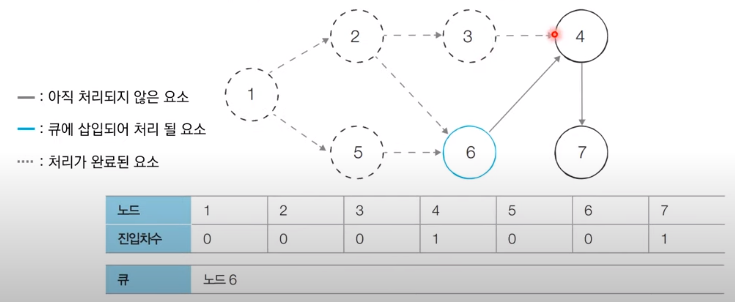 2
3
4
1
— : 아직 처리되지 않은 요소
— : 큐에 삽입되어 처리 될 요소
···· : 처리가 완료된 요소
5
6
7
노드 1 2 3 4 5 6 7
진입차수 0 0 0 1 0 0 1
큐 노드 6